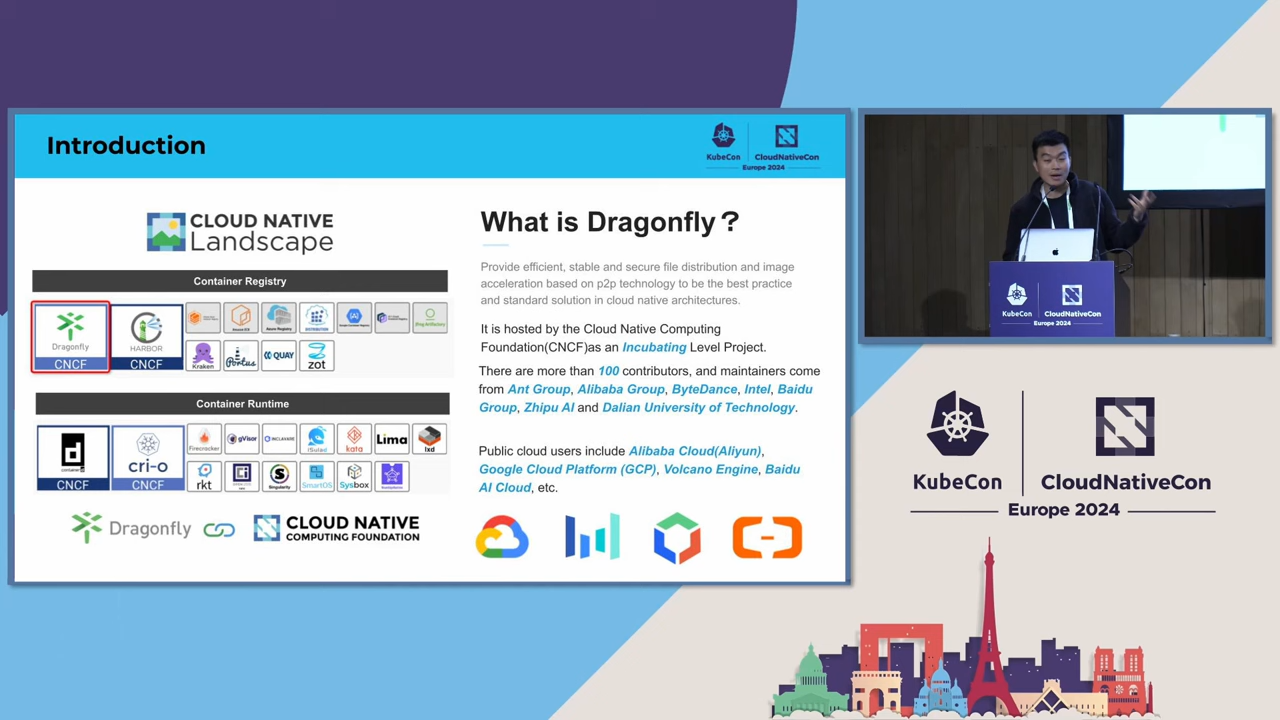 Introduction
KubeCon
CloudNativeCon
Europe 2024
CLOUD NATIVE
Landscape
Container Registry
Dragonfly
CNCF
HARBOR
CNCF
Kraken
Portus
QUAY
zot
Container Runtime
CNCF
cri-o
CNCF
Firecracker
gVisor
INCLAVARE
iSulad
kata
Lima
lxd
rkt
Singularity
SmartOS
Sysbox
Dragonfly
CLOUD NATIVE
COMPUTING FOUNDATION
What is Dragonfly?
Provide efficient, stable and secure file distribution and image
acceleration based on p2p technology to be the best practice
and standard solution in cloud native architectures.
It is hosted by the Cloud Native Computing
Foundation(CNCF)as an Incubating Level Project.
There are more than 100 contributors, and maintainers come
from Ant Group, Alibaba Group, ByteDance, Intel, Baidu
Group, Zhipu AI and Dalian University of Technology.
Public cloud users include Alibaba Cloud(Aliyun),
Google Cloud Platform (GCP), Volcano Engine, Baidu
AI Cloud, etc.
KubeCon
CloudNativeCon
Europe 2024
KubeCon
CloudNativeCon
Europe 2024